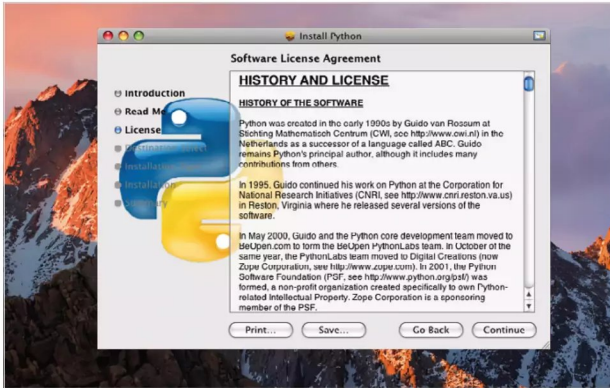 Install Python
Software License Agreement
Introduction
Read Me
License
Destination Select
Installation
Installation
Summary
HISTORY AND LICENSE
HISTORY OF THE SOFTWARE
Python was created in the early 1990s by Guido van Rossum at
Stichting Mathematisch Centrum (CWI, see http://www.cwi.nl) in the
Netherlands as a successor of a language called ABC. Guido
remains Python's principal author, although it includes many
contributions from others.
In 1995, Guido continued his work on Python at the Corporation for
National Research Initiatives (CNRI, see http://www.cnri.reston.va.us)
in Reston, Virginia where he released several versions of the
software.
In May 2000, Guido and the Python core development team moved to
BeOpen.com to form the BeOpen PythonLabs team. In October of the
same year, the PythonLabs team moved to Digital Creations (now
Zope Corporation, see http://www.zope.com). In 2001, the Python
Software Foundation (PSF, see http://www.python.org/psf/) was
formed, a non-profit organization created specifically to own Python-
related Intellectual Property. Zope Corporation is a sponsoring
member of the PSF.
Print...
Save...
Go Back
Continue